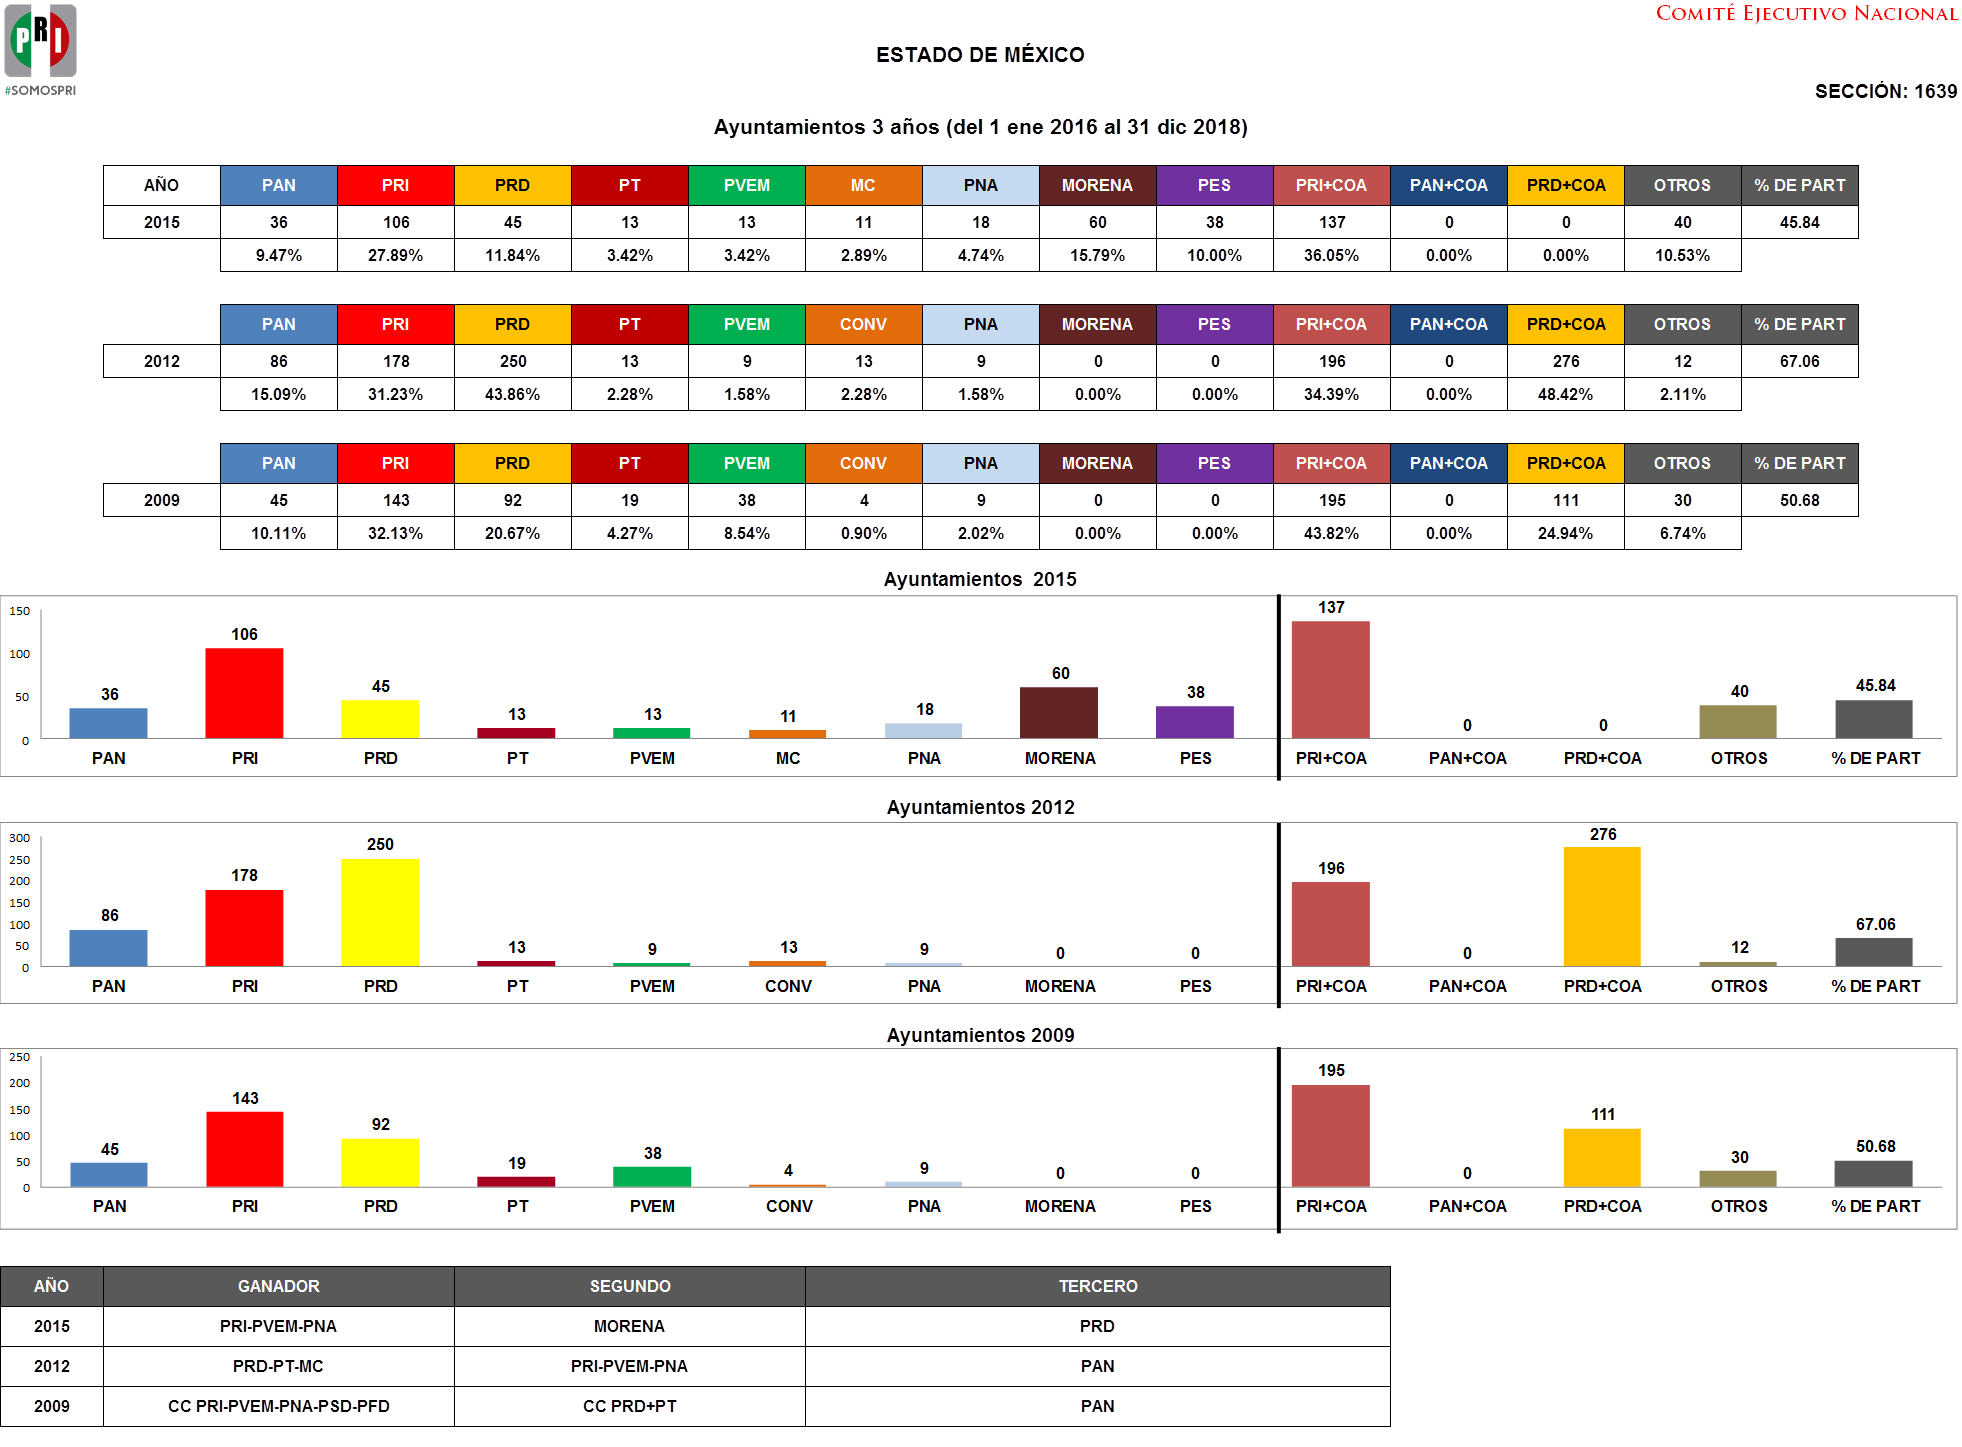 PRI
#SOMOSPRI
COMITÉ EJECUTIVO NACIONAL
ESTADO DE MÉXICO
SECCIÓN: 1639
Ayuntamientos 3 años (del 1 ene 2016 al 31 dic 2018)
AÑO PAN PRI PRD PT PVEM MC PNA MORENA PES PRI+COA PAN+COA PRD+COA OTROS % DE PART
2015 36 106 45 13 13 11 18 60 38 137 0 0 40 45.84
9.47% 27.89% 11.84% 3.42% 3.42% 2.89% 4.74% 15.79% 10.00% 36.05% 0.00% 0.00% 10.53%
PAN PRI PRD PT PVEM CONV PNA MORENA PES PRI+COA PAN+COA PRD+COA OTROS % DE PART
2012 86 178 250 13 9 13 9 0 0 196 0 276 12 67.06
15.09% 31.23% 43.86% 2.28% 1.58% 2.28% 1.58% 0.00% 0.00% 34.39% 0.00% 48.42% 2.11%
PAN PRI PRD PT PVEM CONV PNA MORENA PES PRI+COA PAN+COA PRD+COA OTROS % DE PART
2009 45 143 92 19 38 4 9 0 0 195 0 111 30 50.68
10.11% 32.13% 20.67% 4.27% 8.54% 0.90% 2.02% 0.00% 0.00% 43.82% 0.00% 24.94% 6.74%
Ayuntamientos 2015
150
100
50
0
36 106 45 13 13 11 18 60 38 137 0 0 40 45.84
PAN PRI PRD PT PVEM MC PNA MORENA PES PRI+COA PAN+COA PRD+COA OTROS % DE PART
Ayuntamientos 2012
300
250
200
150
100
50
0
86 178 250 13 9 13 9 0 0 196 0 276 12 67.06
PAN PRI PRD PT PVEM CONV PNA MORENA PES PRI+COA PAN+COA PRD+COA OTROS % DE PART
Ayuntamientos 2009
250
200
150
100
50
0
45 143 92 19 38 4 9 0 0 195 0 111 30 50.68
PAN PRI PRD PT PVEM CONV PNA MORENA PES PRI+COA PAN+COA PRD+COA OTROS % DE PART
AÑO GANADOR SEGUNDO TERCERO
2015 PRI-PVEM-PNA MORENA PRD
2012 PRD-PT-MC PRI-PVEM-PNA PAN
2009 CC PRI-PVEM-PNA-PSD-PFD CC PRD+PT PAN